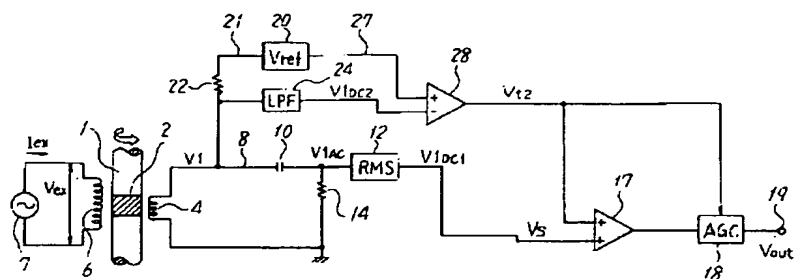 21
20
27
Vref
22
24
28
LPF
V1DC2
Vt2
1
e
2
10
12
Iex
V1
8
V1AC
RMS
V1DC1
17
19
Vex
4
14
Vs
AGC
Vout
7
6
18